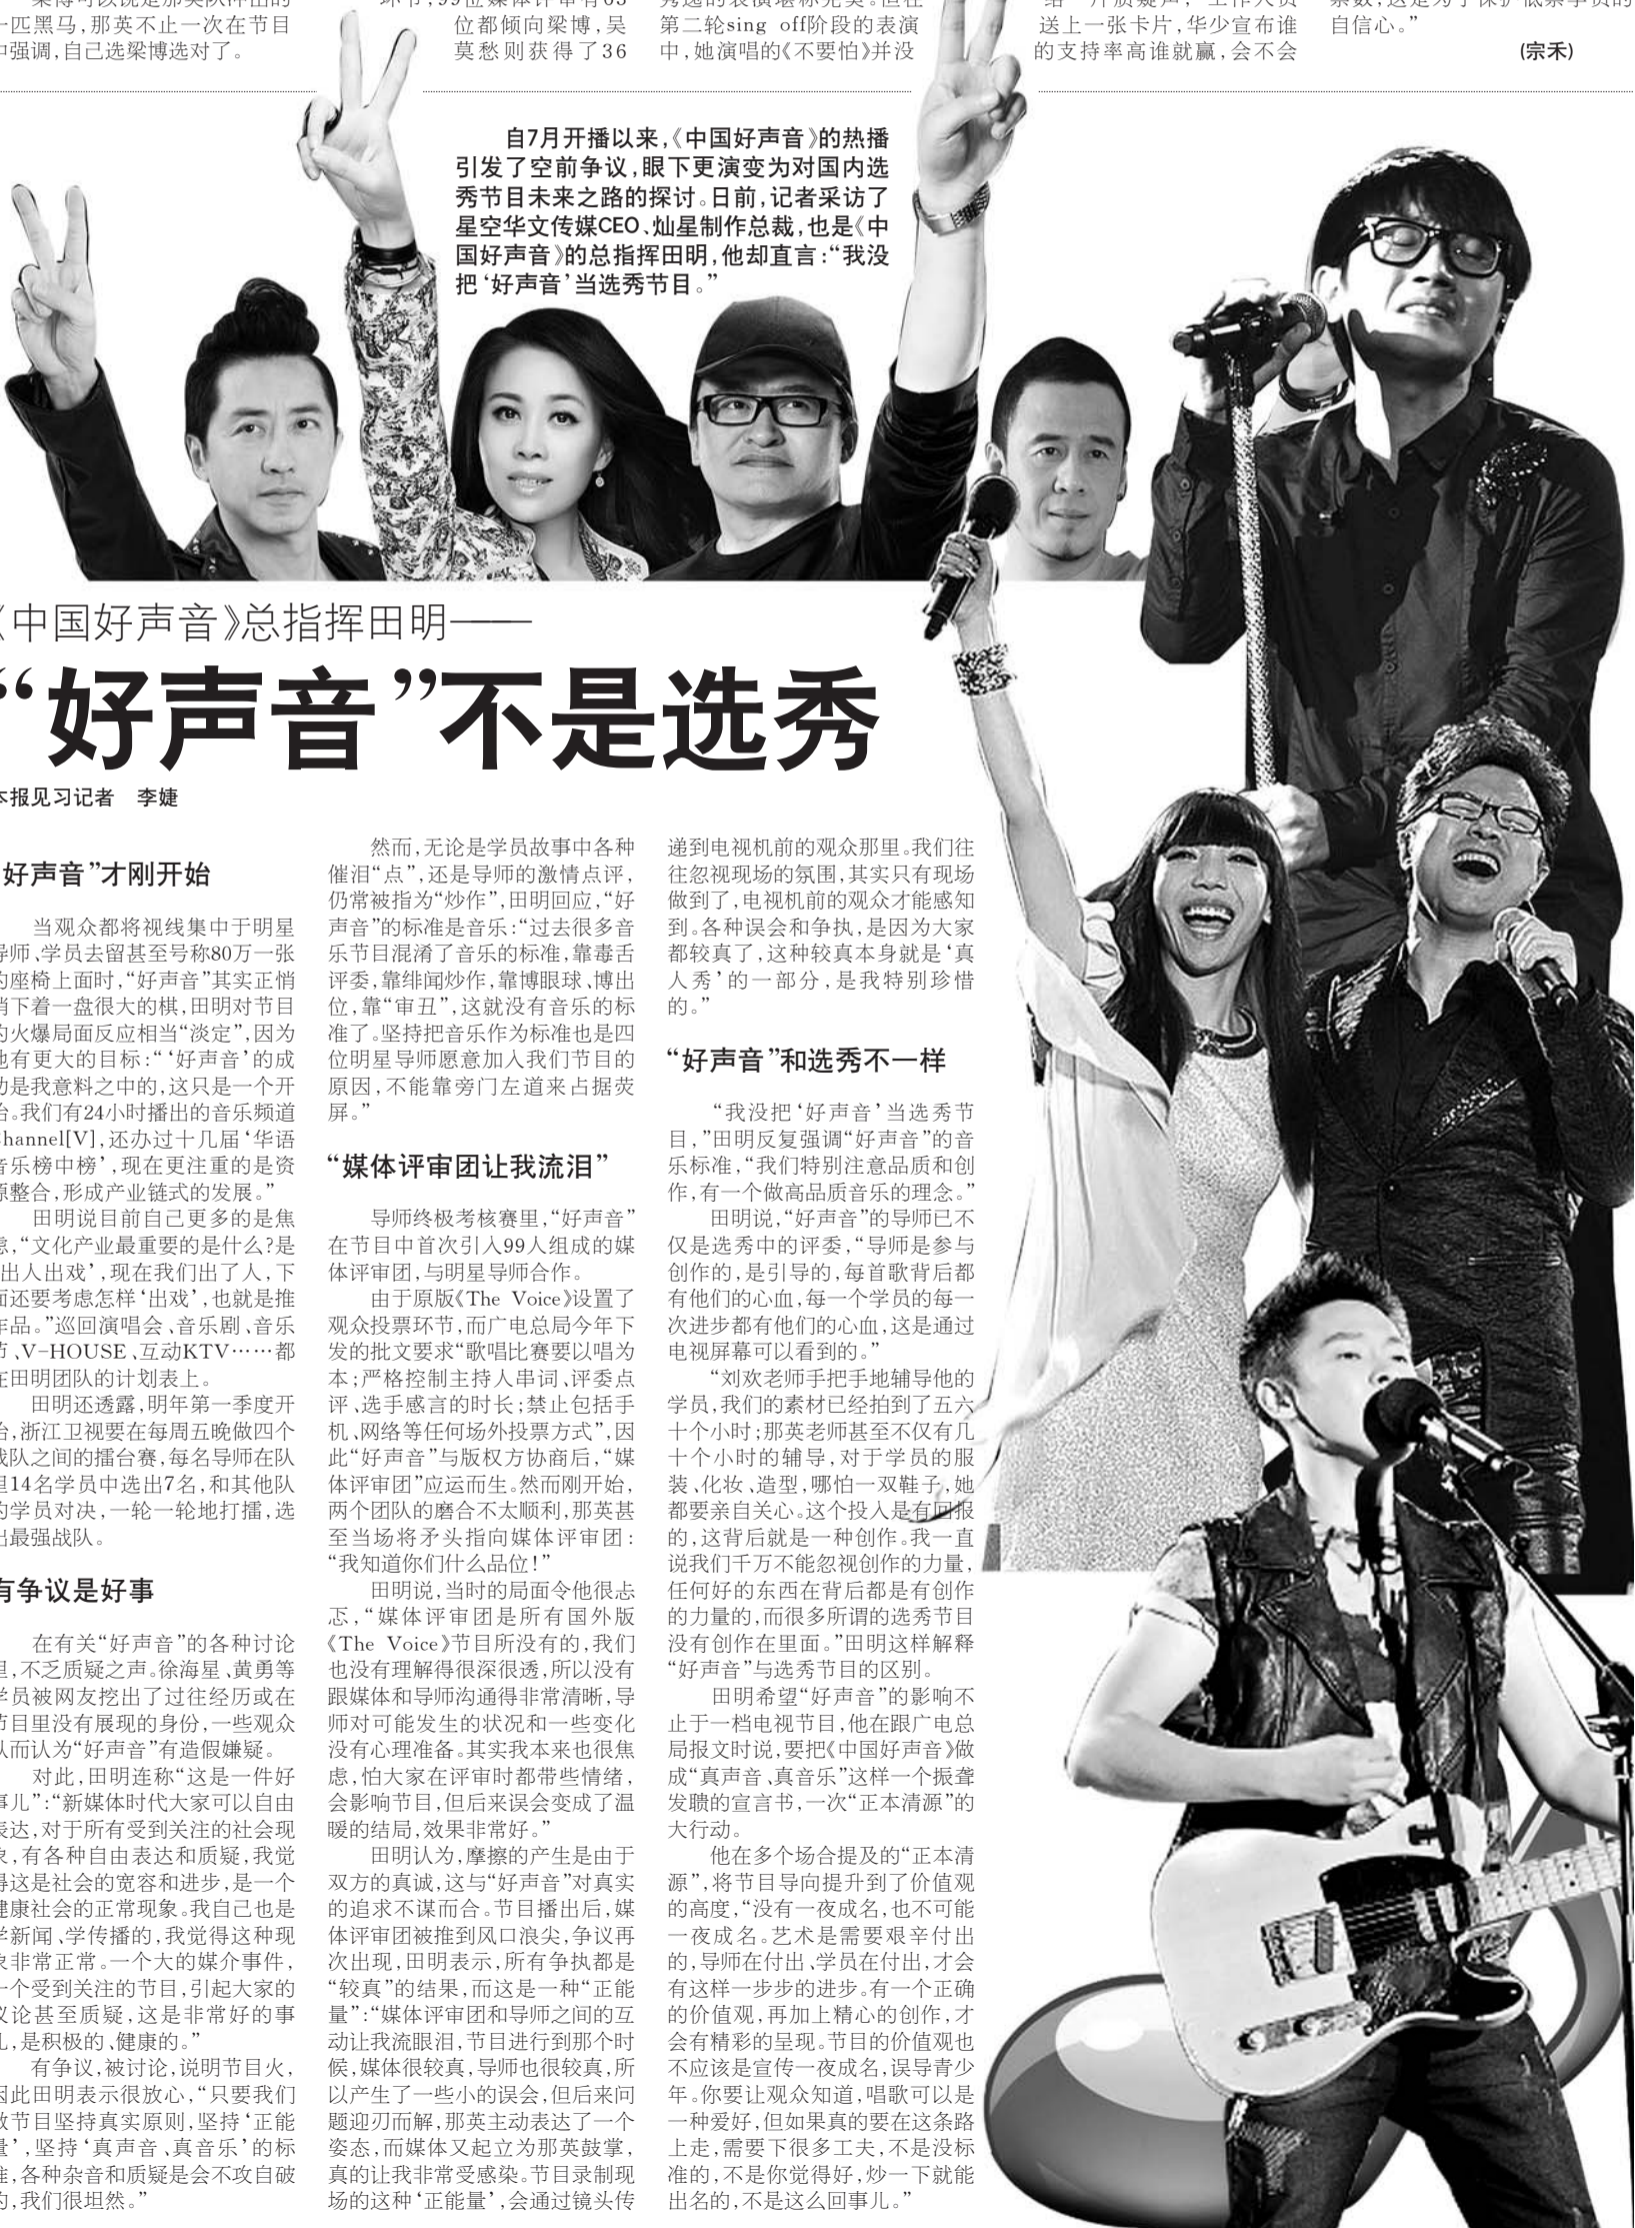 一匹黑马,那英不止一次在节目
中强调,自己选梁博选对了。
位都倾向梁博,吴
莫愁则获得了36
第二轮sing off阶段的表演
中,她演唱的《不要怕》并没
送上一张卡片,华少宣布谁
的支持率高谁就赢,会不会
自信心。”
(宗禾)
自7月开播以来,《中国好声音》的热播
引发了空前争议,眼下更演变为对国内选
秀节目未来之路的探讨。日前,记者采访了
星空华文传媒CEO、灿星制作总裁,也是《中
国好声音》的总指挥田明,他却直言:“我没
把‘好声音’当选秀节目。”
《中国好声音》总指挥田明——
“好声音”不是选秀
本报见习记者 李婕
好声音”才刚开始
当观众都将视线集中于明星
导师、学员去留甚至号称80万一张
的座椅上面时,“好声音”其实正悄
悄下着一盘很大的棋,田明对节目
的火爆局面反应相当“淡定”,因为
他有更大的目标:“‘好声音’的成
功是我意料之中的,这只是一个开
始。我们有24小时播出的音乐频道
Channel[V],还办过十几届‘华语
音乐榜中榜’,现在更注重的是资
源整合,形成产业链式的发展。”
田明说目前自己更多的是焦
虑,“文化产业最重要的是什么?是
‘出人出戏’,现在我们出了人,下
面还要考虑怎样‘出戏’,也就是推
作品。”巡回演唱会、音乐剧、音乐
节、V-HOUSE、互动KTV……都
在田明团队的计划表上。
田明还透露,明年第一季度开
始,浙江卫视要在每周五晚做四个
战队之间的擂台赛,每名导师在队
里14名学员中选出7名,和其他队
的学员对决,一轮一轮地打擂,选
出最强战队。
有争议是好事
在有关“好声音”的各种讨论
里,不乏质疑之声。徐海星、黄勇等
学员被网友挖出了过往经历或在
节目里没有展现的身份,一些观众
从而认为“好声音”有造假嫌疑。
对此,田明连称“这是一件好
事儿”:“新媒体时代大家可以自由
表达,对于所有受到关注的社会现
象,有各种自由表达和质疑,我觉
得这是社会的宽容和进步,是一个
健康社会的正常现象。我自己也是
学新闻、学传播的,我觉得这种现
象非常正常。一个大的媒介事件,
一个受到关注的节目,引起大家的
议论甚至质疑,这是非常好的事
儿,是积极的、健康的。”
有争议,被讨论,说明节目火,
因此田明表示很放心,“只要我们
做节目坚持真实原则,坚持‘正能
量’,坚持‘真声音、真音乐’的标
准,各种杂音和质疑是会不攻自破
的,我们很坦然。”
然而,无论是学员故事中各种
催泪“点”,还是导师的激情点评,
仍常被指为“炒作”,田明回应,“好
声音”的标准是音乐:“过去很多音
乐节目混淆了音乐的标准,靠毒舌
评委,靠绯闻炒作,靠博眼球、博出
位,靠“审丑”,这就没有音乐的标
准了。坚持把音乐作为标准也是四
位明星导师愿意加入我们节目的
原因,不能靠旁门左道来占据荧
屏。”
“媒体评审团让我流泪”
导师终极考核赛里,“好声音”
在节目中首次引入99人组成的媒
体评审团,与明星导师合作。
由于原版《The Voice》设置了
观众投票环节,而广电总局今年下
发的批文要求“歌唱比赛要以唱为
本;严格控制主持人串词、评委点
评、选手感言的时长;禁止包括手
机、网络等任何场外投票方式”,因
此“好声音”与版权方协商后,“媒
体评审团”应运而生。然而刚开始,
两个团队的磨合不太顺利,那英甚
至当场将矛头指向媒体评审团:
“我知道你们什么品位!”
田明说,当时的局面令他很忐
忑,“媒体评审团是所有国外版
《The Voice》节目所没有的,我们
也没有理解得很深很透,所以没有
跟媒体和导师沟通得非常清晰,导
师对可能发生的状况和一些变化
没有心理准备。其实我本来也很焦
虑,怕大家在评审时都带些情绪,
会影响节目,但后来误会变成了温
暖的结局,效果非常好。”
田明认为,摩擦的产生是由于
双方的真诚,这与“好声音”对真实
的追求不谋而合。节目播出后,媒
体评审团被推到风口浪尖,争议再
次出现,田明表示,所有争执都是
“较真”的结果,而这是一种“正能
量”:“媒体评审团和导师之间的互
动让我流眼泪,节目进行到那个时
候,媒体很较真,导师也很较真,所
以产生了一些小的误会,但后来问
题迎刃而解,那英主动表达了一个
姿态,而媒体又起立为那英鼓掌,
真的让我非常受感染。节目录制现
场的这种‘正能量’,会通过镜头传
递到电视机前的观众那里。我们往
往忽视现场的氛围,其实只有现场
做到了,电视机前的观众才能感知
到。各种误会和争执,是因为大家
都较真了,这种较真本身就是‘真
人秀’的一部分,是我特别珍惜
的。”
“好声音”和选秀不一样
“我没把‘好声音’当选秀节
目,”田明反复强调“好声音”的音
乐标准,“我们特别注意品质和创
作,有一个做高品质音乐的理念。”
田明说,“好声音”的导师已不
仅是选秀中的评委,“导师是参与
创作的,是引导的,每首歌背后都
有他们的心血,每一个学员的每一
次进步都有他们的心血,这是通过
电视屏幕可以看到的。”
“刘欢老师手把手地辅导他的
学员,我们的素材已经拍到了五六
十个小时;那英老师甚至不仅有几
十个小时的辅导,对于学员的服
装、化妆、造型,哪怕一双鞋子,她
都要亲自关心。这个投入是有回报
的,这背后就是一种创作。我一直
说我们千万不能忽视创作的力量,
任何好的东西在背后都是有创作
的力量的,而很多所谓的选秀节目
没有创作在里面。”田明这样解释
“好声音”与选秀节目的区别。
田明希望“好声音”的影响不
止于一档电视节目,他在跟广电总
局报文时说,要把《中国好声音》做
成“真声音、真音乐”这样一个振聋
发聩的宣言书,一次“正本清源”的
大行动。
他在多个场合提及的“正本清
源”,将节目导向提升到了价值观
的高度,“没有一夜成名,也不可能
一夜成名。艺术是需要艰辛付出
的,导师在付出、学员在付出,才会
有这样一步步的进步。有一个正确
的价值观,再加上精心的创作,才
会有精彩的呈现。节目的价值观也
不应该是宣传一夜成名,误导青少
年。你要让观众知道,唱歌可以是
一种爱好,但如果真的要在这条路
上走,需要下很多工夫,不是没标
准的,不是你觉得好,炒一下就能
出名的,不是这么回事儿。”